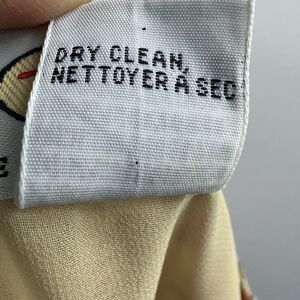 DRY CLEAN,
NETTOYER À SEC
E